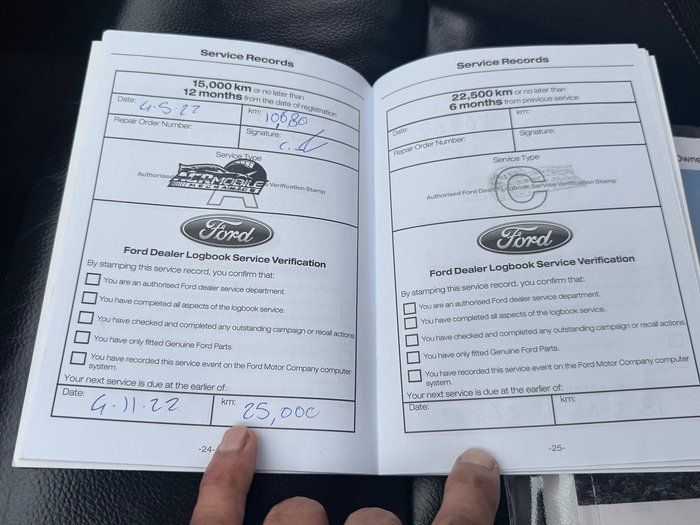 Service Records
15,000 km or no later than
12 months from the date of registration
Date: 4.5.22
km: 10680
Repair Order Number:
Signature:
Service Type
Authorised Ford
MOBILE
MECHANICS
Verification Stamp
A
Ford
Ford Dealer Logbook Service Verification
By stamping this service record, you confirm that:
You are an authorised Ford dealer service department.
You have completed all aspects of the logbook service.
You have checked and completed any outstanding campaign or recall actions
You have only fitted Genuine Ford Parts.
You have recorded this service event on the Ford Motor Company computer
system.
Your next service is due at the earlier of:
Date: 4.11.22
km: 25,000
-24-
Service Records
22,500 km or no later than
6 months from previous service
Date:
km:
Repair Order Number:
Signature:
Service Type
Authorised Ford Dealer Logbook Service Verification Stamp
C
Ford
Ford Dealer Logbook Service Verification
By stamping this service record, you confirm that:
You are an authorised Ford dealer service department.
You have completed all aspects of the logbook service.
You have checked and completed any outstanding campaign or recall actions
You have only fitted Genuine Ford Parts.
You have recorded this service event on the Ford Motor Company computer
system.
Your next service is due at the earlier of:
Date:
km:
-25-